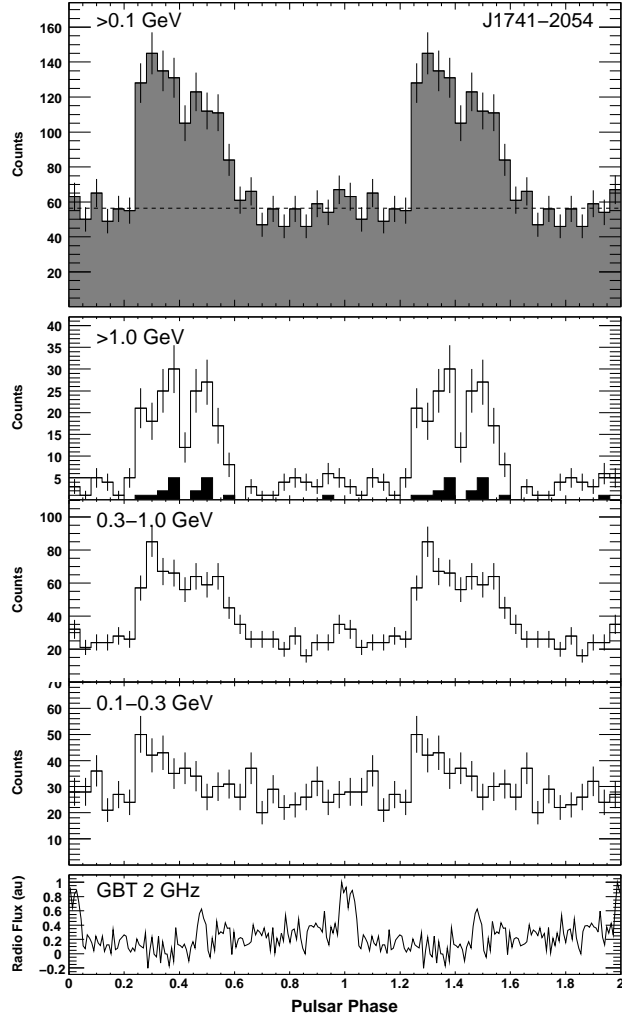 >0.1 GeV
J1741−2054
160
140
120
100
80
60
40
20
Counts
>1.0 GeV
40
35
30
25
20
15
10
5
Counts
0.3−1.0 GeV
100
80
60
40
20
Counts
0.1−0.3 GeV
70
60
50
40
30
20
10
0
Counts
GBT 2 GHz
1
0.8
0.6
0.4
0.2
0
−0.2
Radio Flux (au)
0 0.2 0.4 0.6 0.8 1 1.2 1.4 1.6 1.8 2
Pulsar Phase